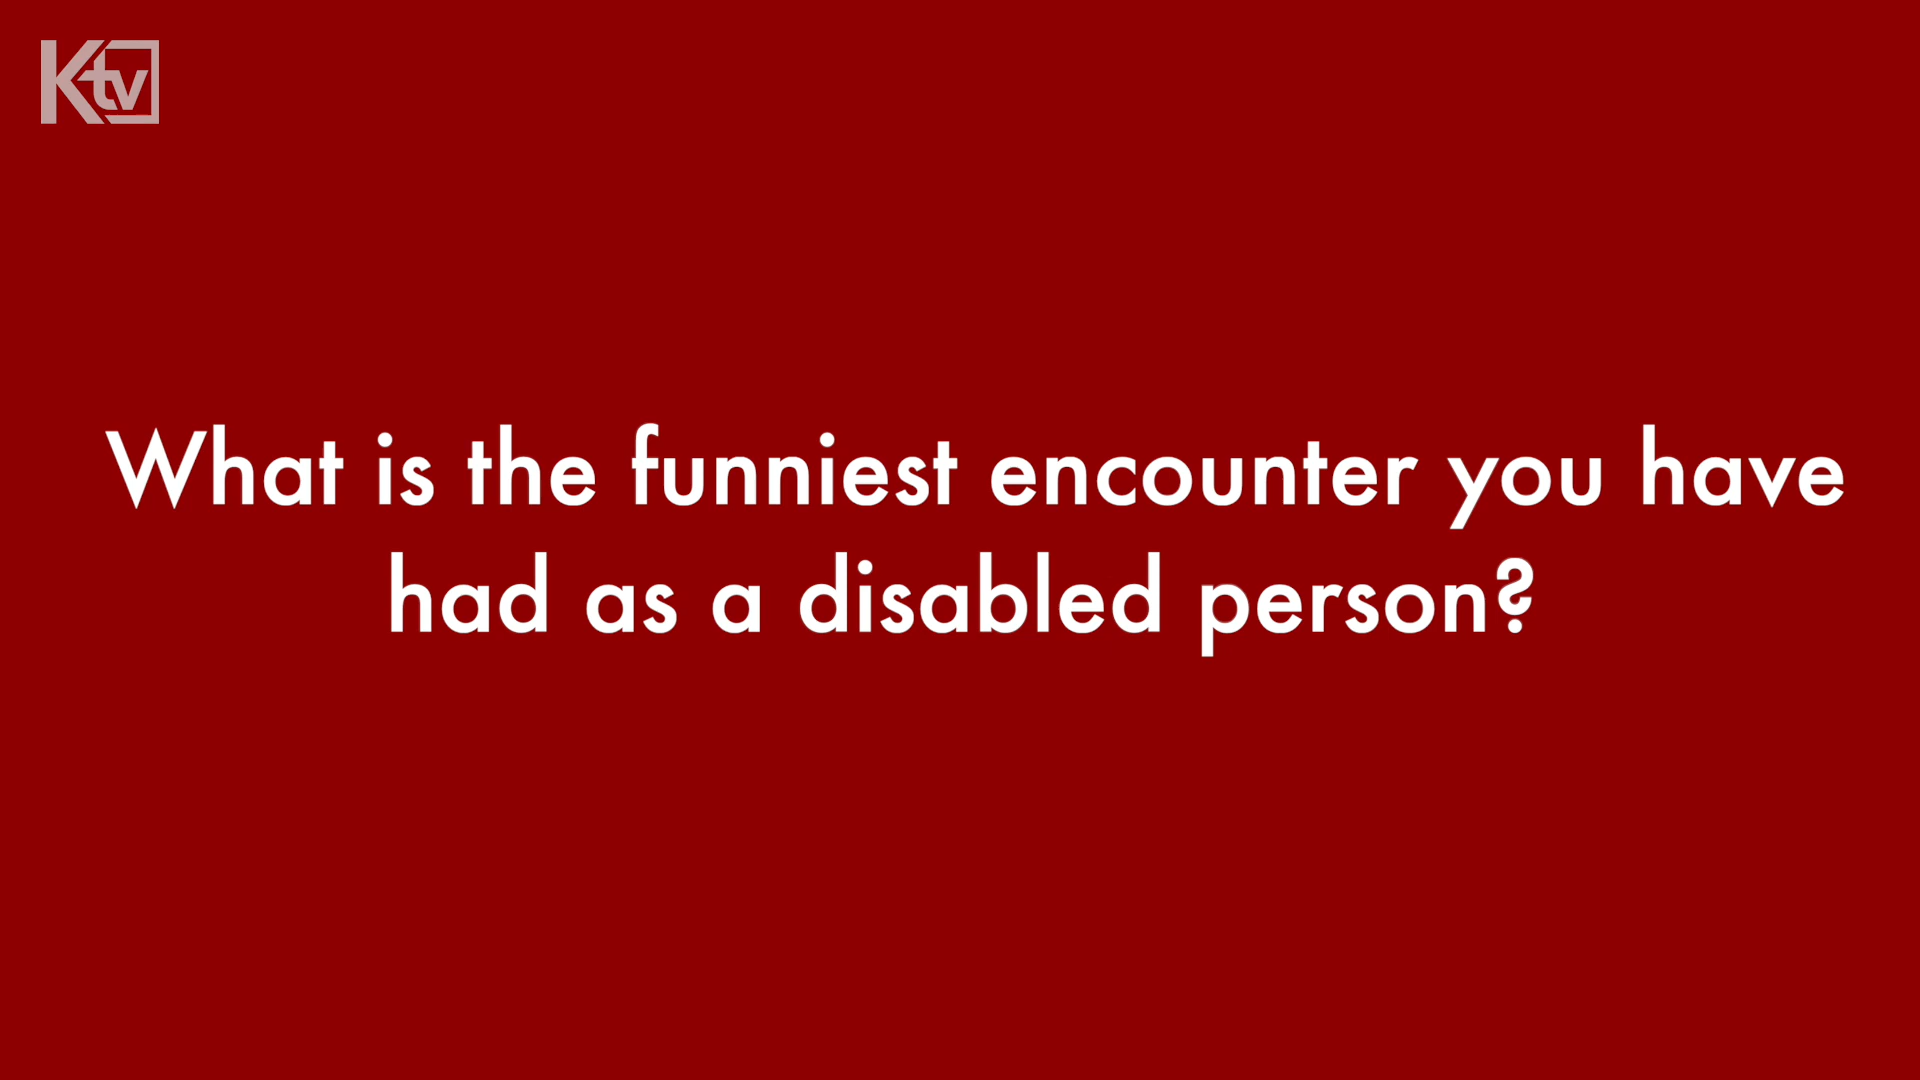 Ktv
What is the funniest encounter you have
had as a disabled person?